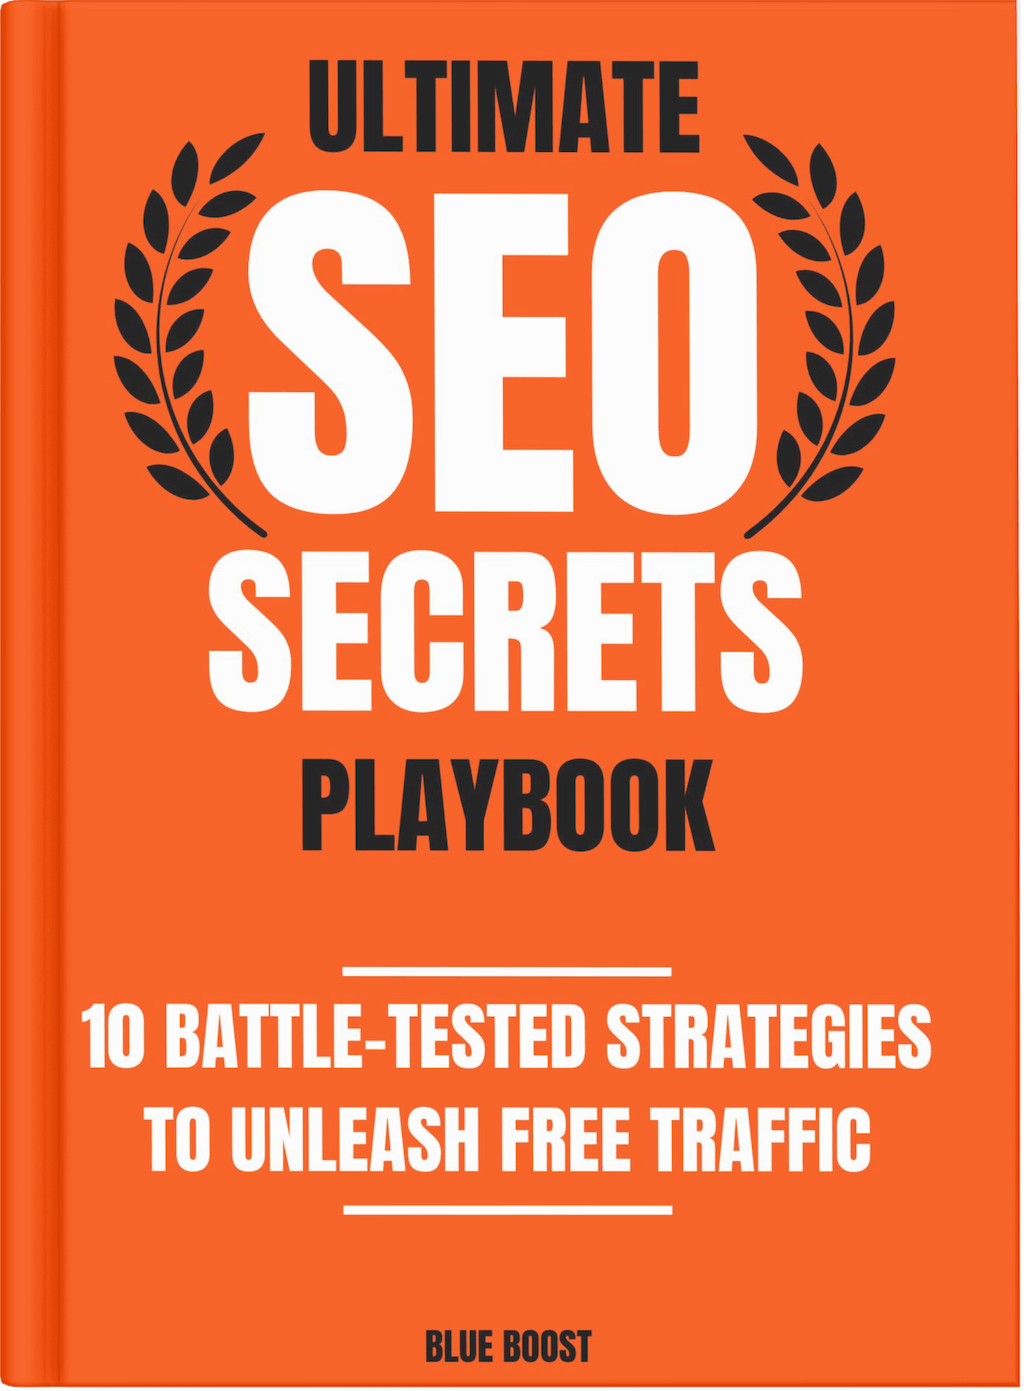 ULTIMATE
SEO
SECRETS
PLAYBOOK
10 BATTLE-TESTED STRATEGIES
TO UNLEASH FREE TRAFFIC
BLUE BOOST